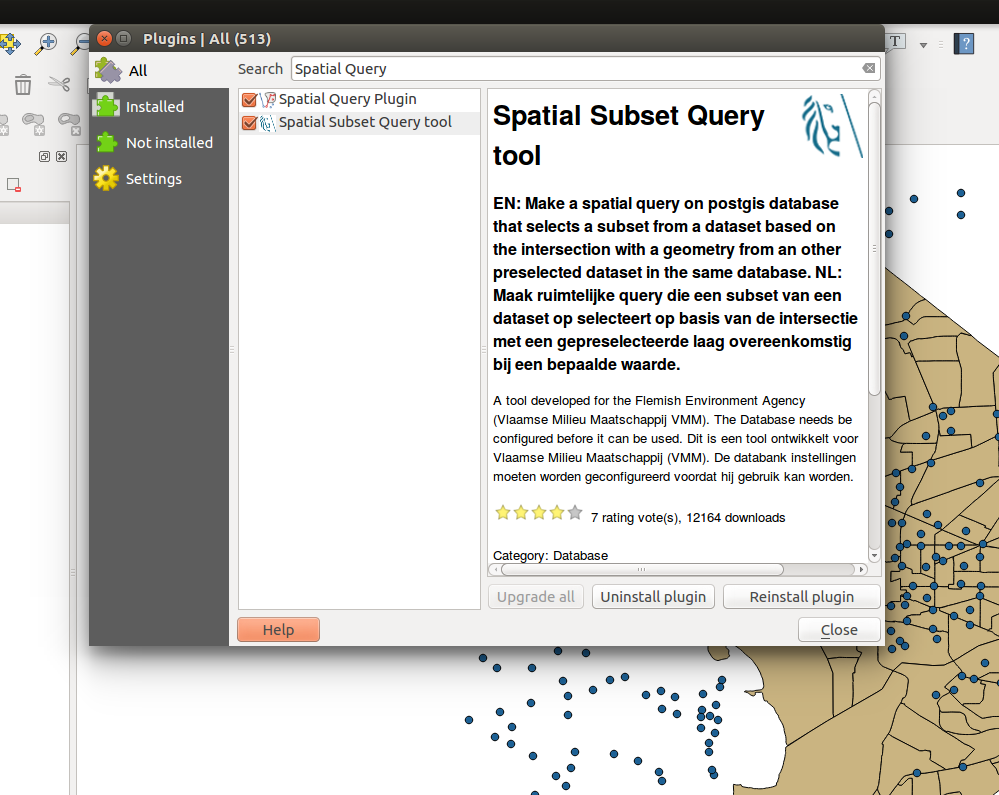 Plugins | All (513)
All
Search Spatial Query
T
?
Installed
Not installed
Settings
Spatial Query Plugin
Spatial Subset Query tool
Spatial Subset Query
tool
EN: Make a spatial query on postgis database
that selects a subset from a dataset based on
the intersection with a geometry from an other
preselected dataset in the same database. NL:
Maak ruimtelijke query die een subset van een
dataset op selecteert op basis van de intersectie
met een gepreselecteerde laag overeenkomstig
bij een bepaalde waarde.
A tool developed for the Flemish Environment Agency
(Vlaamse Milieu Maatschappij VMM). The Database needs be
configured before it can be used. Dit is een tool ontwikkelt voor
Vlaamse Milieu Maatschappij (VMM). De databank instellingen
moeten worden geconfigureerd voordat hij gebruik kan worden.
7 rating vote(s), 12164 downloads
Category: Database
Upgrade all
Uninstall plugin
Reinstall plugin
Help
Close